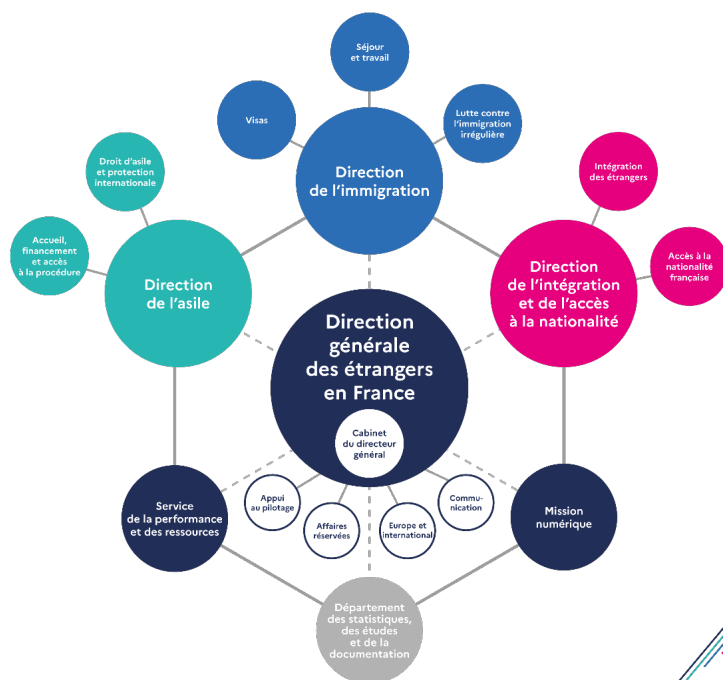 Séjour
et travail
Visas
Lutte contre
l'immigration
irrégulière
Direction
de l'immigration
Droit d'asile
et protection
internationale
Intégration
des étrangers
Accueil,
financement
et accès
à la procédure
Direction
de l'asile
Direction
de l'intégration
et de l'accès
à la nationalité
Accès à la
nationalité
française
Direction
générale
des étrangers
en France
Cabinet
du directeur
général
Service
de la performance
et des ressources
Appui
au pilotage
Affaires
réservées
Europe et
international
Commu-
nication
Mission
numérique
Département
des statistiques,
des études
et de la
documentation